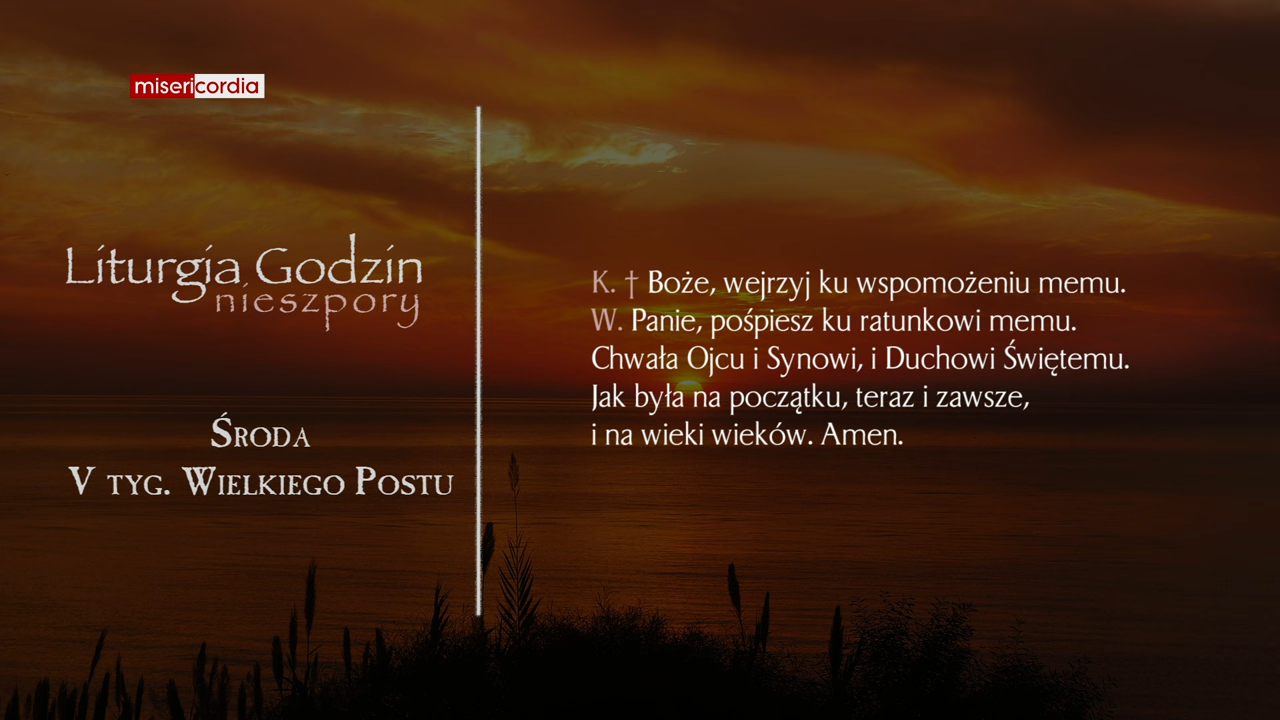 misericordia
Liturgia Godzin
nieszpory
Środa
V tyg. Wielkiego Postu
K. † Boże, wejrzyj ku wspomożeniu memu.
W. Panie, pośpiesz ku ratunkowi memu.
Chwała Ojcu i Synowi, i Duchowi Świętemu.
Jak była na początku, teraz i zawsze,
i na wieki wieków. Amen.